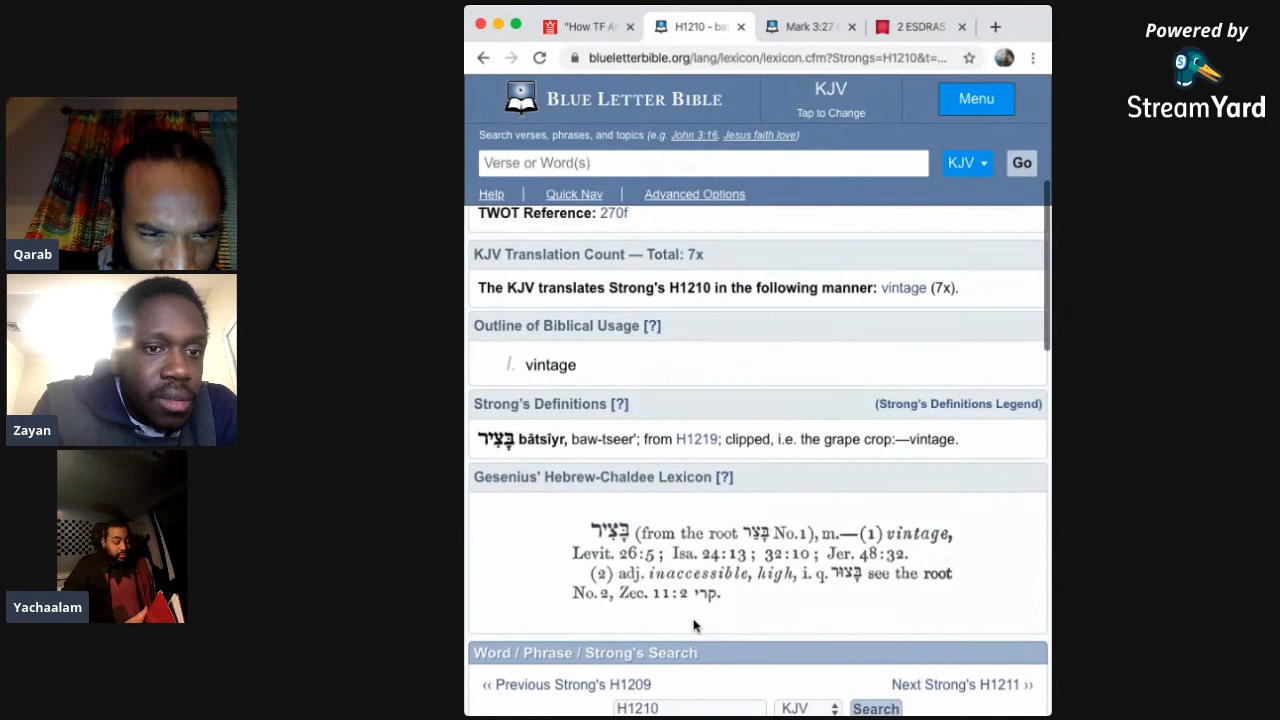 Powered by
StreamYard
"How TF A
H1210 - ba
Mark 3:27
2 ESDRAS
blueletterbible.org/lang/lexicon/lexicon.cfm?Strongs=H1210&t=...
BLUE LETTER BIBLE
KJV
Tap to Change
Menu
Search verses, phrases, and topics (e.g. John 3:16, Jesus faith love)
Verse or Word(s)
KJV
Go
Help | Quick Nav | Advanced Options
TWOT Reference: 270f
KJV Translation Count — Total: 7x
The KJV translates Strong's H1210 in the following manner: vintage (7x).
Outline of Biblical Usage [?]
I. vintage
Strong's Definitions [?]
(Strong's Definitions Legend)
בָּצִיר bâtsîyr, baw-tseer'; from H1219; clipped, i.e. the grape crop:—vintage.
Gesenius' Hebrew-Chaldee Lexicon [?]
בָּצִיר (from the root בָּצַר No.1), m.—(1) vintage,
Levit. 26:5; Isa. 24:13; 32:10; Jer. 48:32.
(2) adj. inaccessible, high, i. q. בָּצוּר see the root
No. 2, Zec. 11:2 קרי.
Word / Phrase / Strong's Search
‹‹ Previous Strong's H1209
Next Strong's H1211 ››
H1210
KJV
Search
Qarab
Zayan
Yachaalam